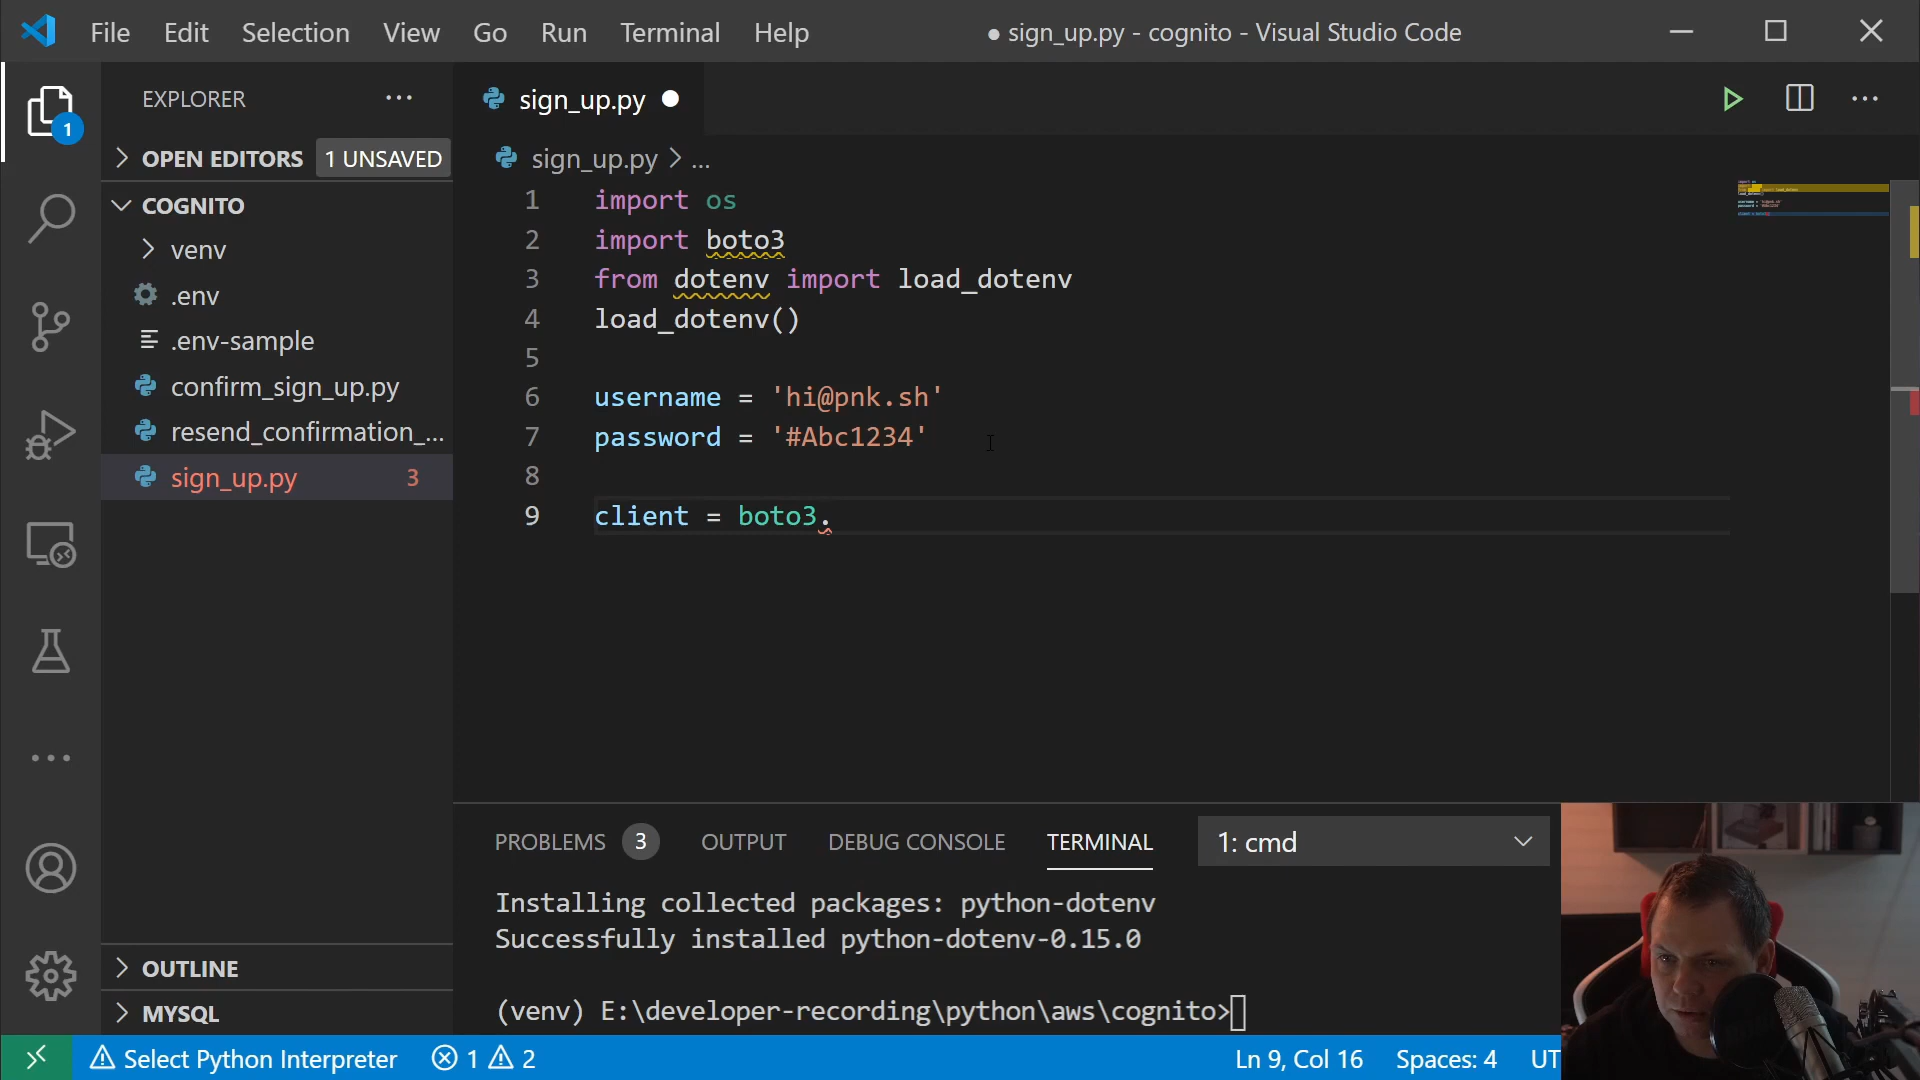 File Edit Selection View Go Run Terminal Help ● sign_up.py - cognito - Visual Studio Code
EXPLORER
OPEN EDITORS 1 UNSAVED
COGNITO
venv
.env
.env-sample
confirm_sign_up.py
resend_confirmation_...
sign_up.py 3
OUTLINE
MYSQL
1
sign_up.py
sign_up.py > ...
1 import os
2 import boto3
3 from dotenv import load_dotenv
4 load_dotenv()
5
6 username = 'hi@pnk.sh'
7 password = '#Abc1234'
8
9 client = boto3.
PROBLEMS 3 OUTPUT DEBUG CONSOLE TERMINAL 1: cmd
Installing collected packages: python-dotenv
Successfully installed python-dotenv-0.15.0
(venv) E:\developer-recording\python\aws\cognito>
Select Python Interpreter 1 2 Ln 9, Col 16 Spaces: 4 UT